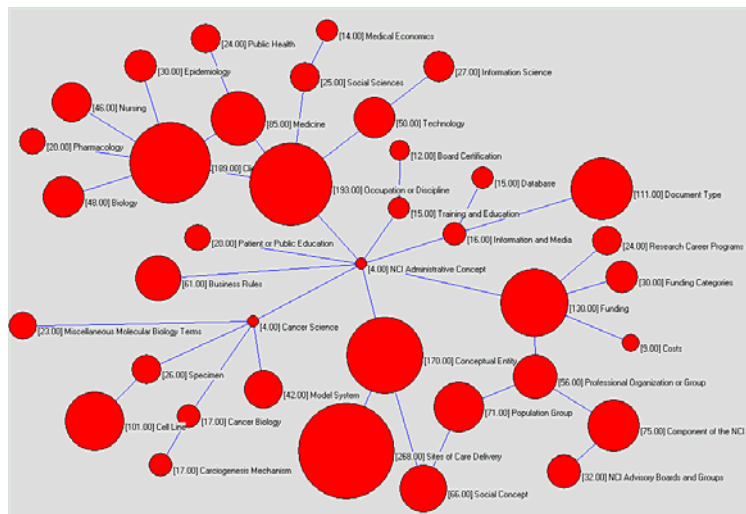 [14.00] Medical Economics
[24.00] Public Health
[30.00] Epidemiology
[27.00] Information Science
[25.00] Social Sciences
[46.00] Nursing
[85.00] Medicine
[50.00] Technology
[20.00] Pharmacology
[12.00] Board Certification
[189.00]
[193.00] Occupation or Discipline
[15.00] Database
[111.00] Document Type
[48.00] Biology
[15.00] Training and Education
[16.00] Information and Media
[20.00] Patient or Public Education
[24.00] Research Career Programs
[4.00] NCI Administrative Concept
[61.00] Business Rules
[30.00] Funding Categories
[130.00] Funding
[23.00] Miscellaneous Molecular Biology Terms
[4.00] Cancer Science
[9.00] Costs
[170.00] Conceptual Entity
[26.00] Specimen
[56.00] Professional Organization or Group
[42.00] Model System
[71.00] Population Group
[101.00] Cell Line
[17.00] Cancer Biology
[75.00] Component of the NCI
[268.00] Sites of Care Delivery
[17.00] Carciogenesis Mechanism
[32.00] NCI Advisory Boards and Groups
[66.00] Social Concept